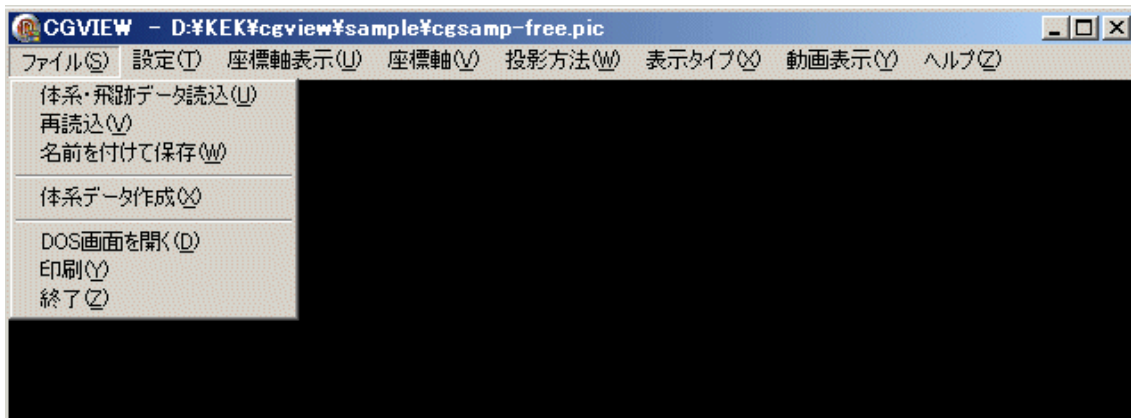 CGVIEW - D:¥KEK¥cgview¥sample¥cgsamp-free.pic
ファイル(S) 設定(T) 座標軸表示(U) 座標軸(V) 投影方法(W) 表示タイプ(X) 動画表示(Y) ヘルプ(Z)
体系・飛跡データ読込(U)
再読込(V)
名前を付けて保存(W)
体系データ作成(X)
DOS画面を開く(D)
印刷(Y)
終了(Z)